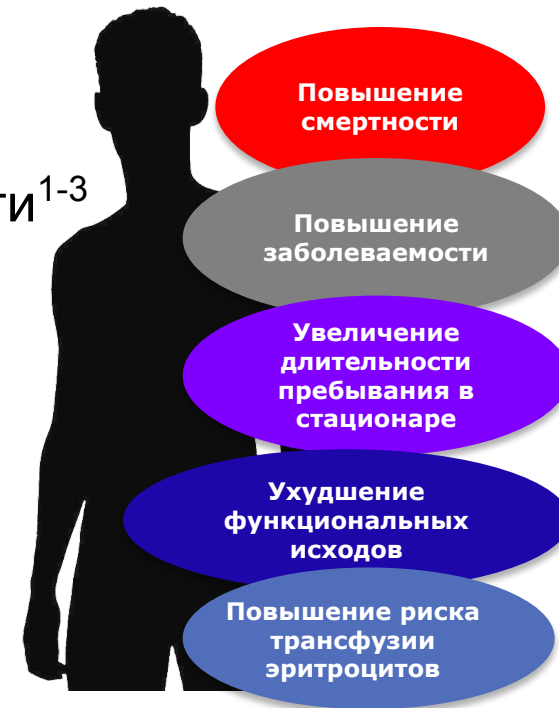 Повышение
смертности
ти¹⁻³
Повышение
заболеваемости
Увеличение
длительности
пребывания в
стационаре
Ухудшение
функциональных
исходов
Повышение риска
трансфузии
эритроцитов